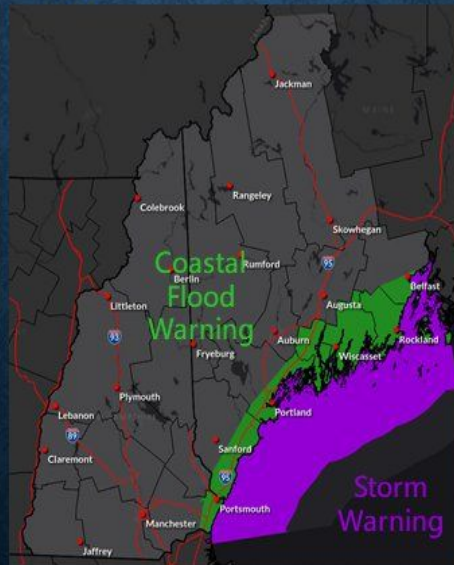 MAINE
Jackman
Rangeley
Colebrook
Skowhegan
Coastal
Flood
Warning
Rumford
95
Berlin
Belfast
Littleton
Augusta
93
Auburn
Rockland
Fryeburg
Wiscasset
Plymouth
Portland
Lebanon
89
Sanford
Claremont
95
Portsmouth
Storm
Warning
Manchester
Jaffrey